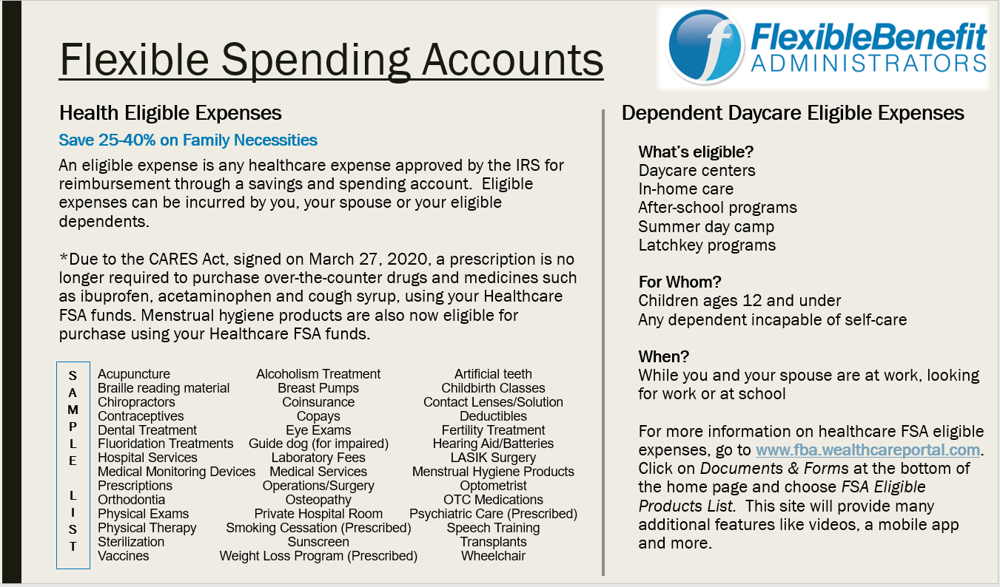 Flexible Spending Accounts
f FlexibleBenefit
ADMINISTRATORS
Health Eligible Expenses
Save 25-40% on Family Necessities
An eligible expense is any healthcare expense approved by the IRS for
reimbursement through a savings and spending account.  Eligible
expenses can be incurred by you, your spouse or your eligible
dependents.
*Due to the CARES Act, signed on March 27, 2020, a prescription is no
longer required to purchase over-the-counter drugs and medicines such
as ibuprofen, acetaminophen and cough syrup, using your Healthcare
FSA funds. Menstrual hygiene products are also now eligible for
purchase using your Healthcare FSA funds.
SAMPLE LIST
Acupuncture Alcoholism Treatment Artificial teeth
Braille reading material Breast Pumps Childbirth Classes
Chiropractors Coinsurance Contact Lenses/Solution
Contraceptives Copays Deductibles
Dental Treatment Eye Exams Fertility Treatment
Fluoridation Treatments Guide dog (for impaired) Hearing Aid/Batteries
Hospital Services Laboratory Fees LASIK Surgery
Medical Monitoring Devices Medical Services Menstrual Hygiene Products
Prescriptions Operations/Surgery Optometrist
Orthodontia Osteopathy OTC Medications
Physical Exams Private Hospital Room Psychiatric Care (Prescribed)
Physical Therapy Smoking Cessation (Prescribed) Speech Training
Sterilization Sunscreen Transplants
Vaccines Weight Loss Program (Prescribed) Wheelchair
Dependent Daycare Eligible Expenses
What's eligible?
Daycare centers
In-home care
After-school programs
Summer day camp
Latchkey programs
For Whom?
Children ages 12 and under
Any dependent incapable of self-care
When?
While you and your spouse are at work, looking
for work or at school
For more information on healthcare FSA eligible
expenses, go to www.fba.wealthcareportal.com.
Click on Documents & Forms at the bottom of
the home page and choose FSA Eligible
Products List.  This site will provide many
additional features like videos, a mobile app
and more.